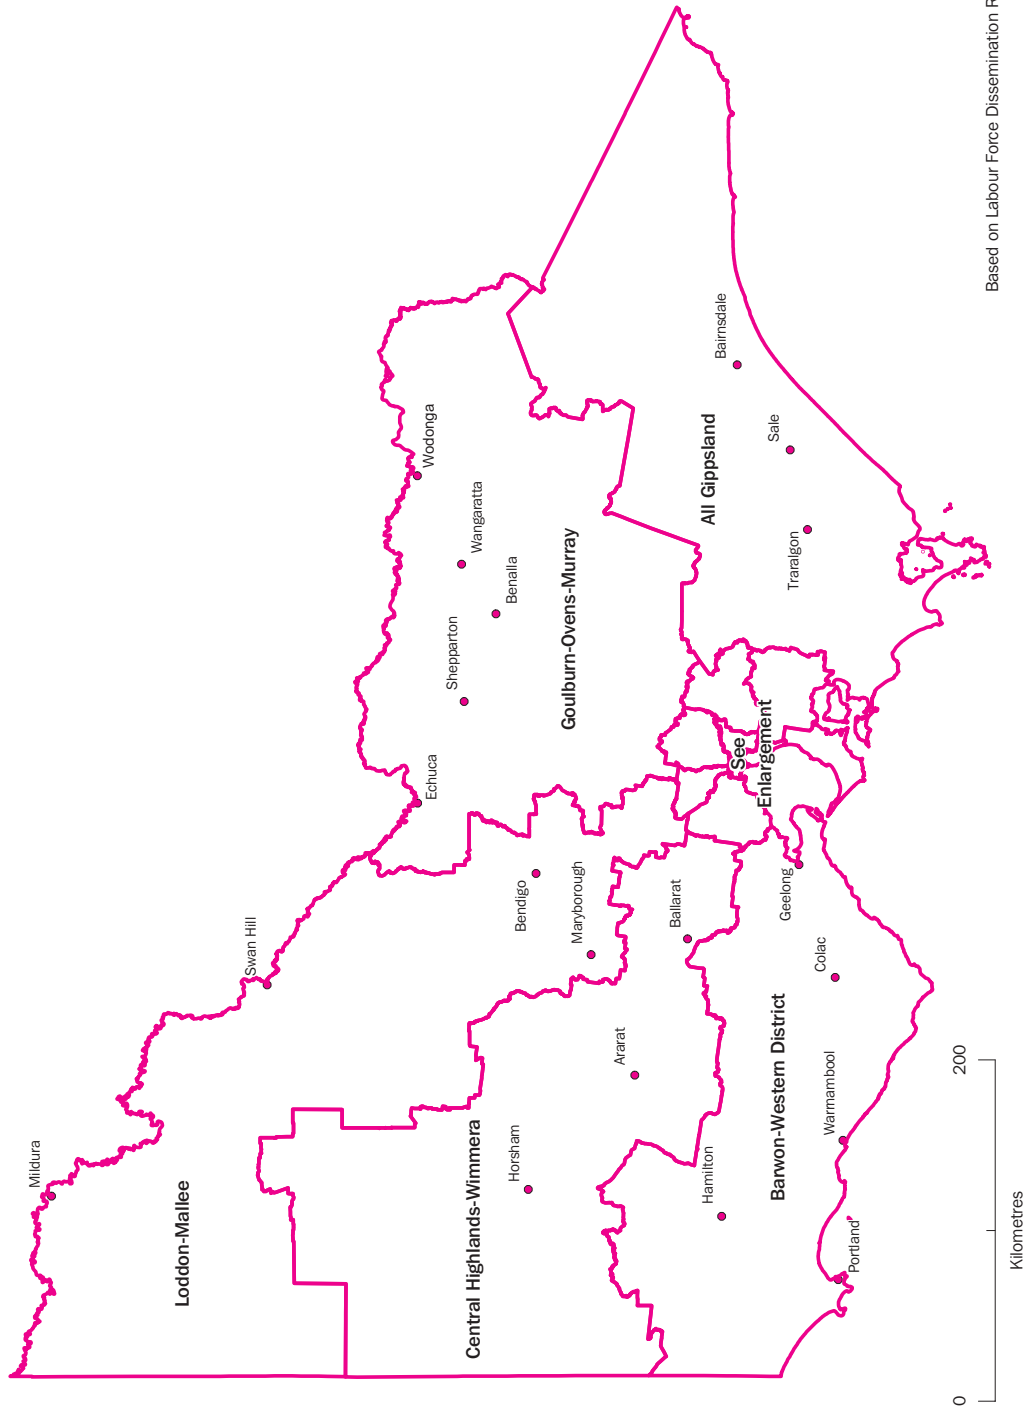 Mildura
Swan Hill
Loddon-Mallee
Echuca
Wodonga
Wangaratta
Shepparton
Benalla
Goulburn-Ovens-Murray
Bendigo
Maryborough
Central Highlands-Wimmera
Horsham
Ararat
Ballarat
See
Enlargement
All Gippsland
Bairnsdale
Sale
Traralgon
Geelong
Colac
Barwon-Western District
Hamilton
Warrnambool
Portland
0
200
Kilometres
Based on Labour Force Dissemination R